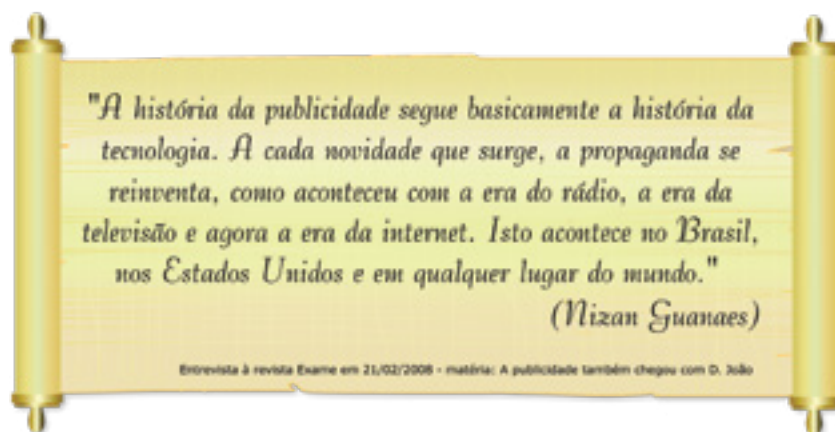 "A história da publicidade segue basicamente a história da
tecnologia. A cada novidade que surge, a propaganda se
reinventa, como aconteceu com a era do rádio, a era da
televisão e agora a era da internet. Isto acontece no Brasil,
nos Estados Unidos e em qualquer lugar do mundo."
(Nizan Guanaes)
Entrevista à revista Exame em 21/02/2008 - matéria: A publicidade também chegou com D. João